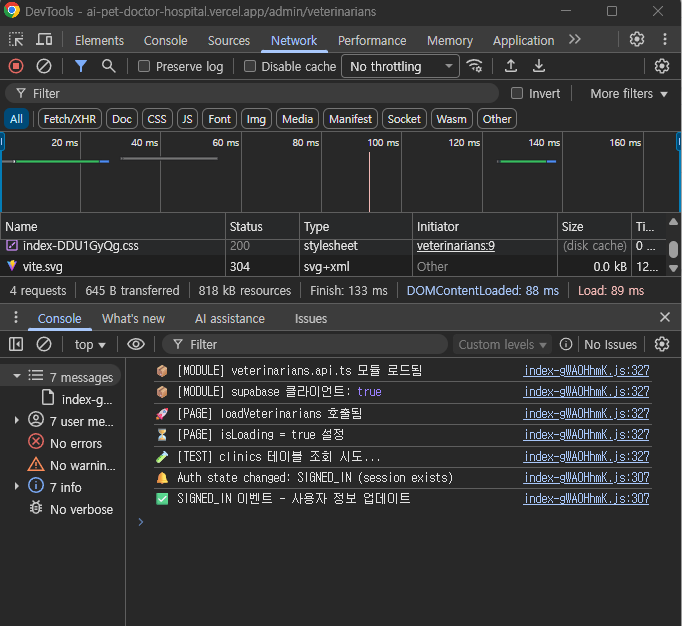 DevTools - ai-pet-doctor-hospital.vercel.app/admin/veterinarians
Elements Console Sources Network Performance Memory Application
Preserve log Disable cache No throttling
Filter Invert More filters
All Fetch/XHR Doc CSS JS Font Img Media Manifest Socket Wasm Other
20 ms 40 ms 60 ms 80 ms 100 ms 120 ms 140 ms 160 ms
Name Status Type Initiator Size Ti...
index-DDU1GyQg.css 200 stylesheet veterinarians:9 (disk cache) 0 ...
vite.svg 304 svg+xml Other 0.0 kB 12...
4 requests 645 B transferred 818 kB resources Finish: 133 ms DOMContentLoaded: 88 ms Load: 89 ms
Console What's new AI assistance Issues
top Filter Custom levels No Issues
7 messages
index-g...
7 user me...
No errors
No warnin...
7 info
No verbose
[MODULE] veterinarians.api.ts 모듈 로드됨 index-gWAOHhmK.js:327
[MODULE] supabase 클라이언트: true index-gWAOHhmK.js:327
[PAGE] loadVeterinarians 호출됨 index-gWAOHhmK.js:327
[PAGE] isLoading = true 설정 index-gWAOHhmK.js:327
[TEST] clinics 테이블 조회 시도... index-gWAOHhmK.js:327
Auth state changed: SIGNED_IN (session exists) index-gWAOHhmK.js:307
SIGNED_IN 이벤트 - 사용자 정보 업데이트 index-gWAOHhmK.js:307